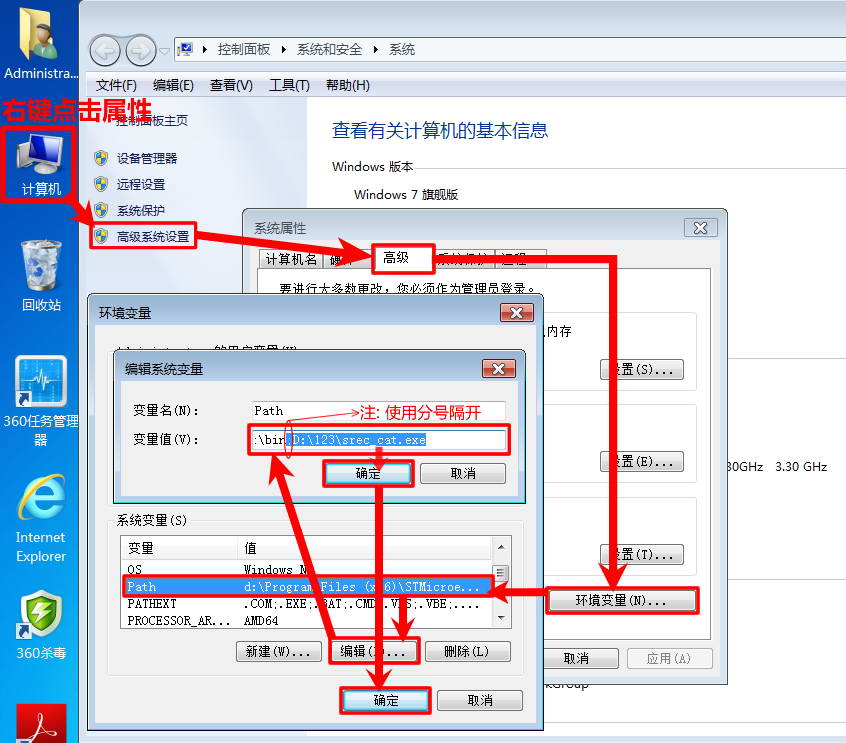 Administra...
右键点击属性
计算机
回收站
360任务管理
器
Internet
Explorer
360杀毒
控制面板 系统和安全 系统
文件(F) 编辑(E) 查看(V) 工具(T) 帮助(H)
控制面板主页
设备管理器
远程设置
系统保护
高级系统设置
查看有关计算机的基本信息
Windows 版本
Windows 7 旗舰版
系统属性
计算机名 高级
要进行大多数更改，您必须作为管理员登录。
内存
设置(S)...
设置(E)...
设置(T)...
30GHz 3.30 GHz
环境变量(N)...
取消 应用(A)
环境变量
编辑系统变量
变量名(N): Path
注: 使用分号隔开
变量值(V): :\bin;D:\123\srec_cat.exe
确定 取消
系统变量(S)
变量 值
OS Windows_N
Path d:\Program Files (x86)\STMicroe...
PATHEXT .COM;.EXE;.BAT;.CMD;.VBS;.VBE;....
PROCESSOR_AR... AMD64
新建(W)... 编辑(I)... 删除(L)
确定 取消